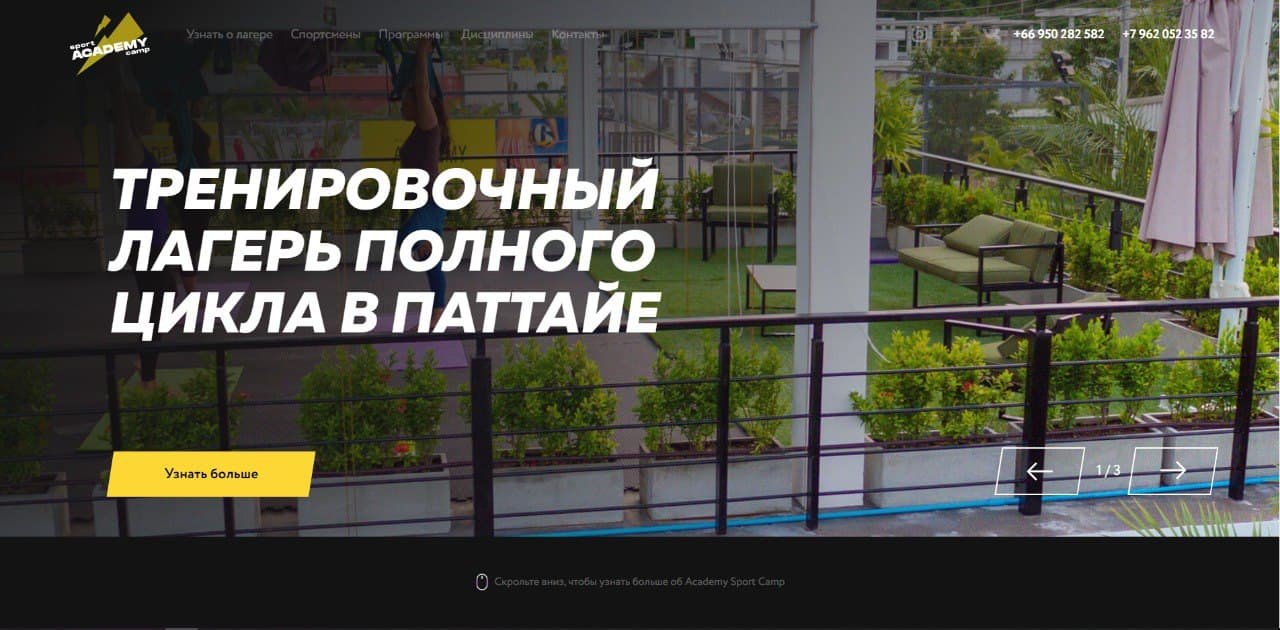 sport
ACADEMY
camp
Узнать о лагере Спортсмены Программы Дисциплины Контакты
+66 950 282 582 +7 962 052 35 82
ТРЕНИРОВОЧНЫЙ
ЛАГЕРЬ ПОЛНОГО
ЦИКЛА В ПАТТАЙЕ
Узнать больше
1 / 3
Скрольте вниз, чтобы узнать больше об Academy Sport Camp